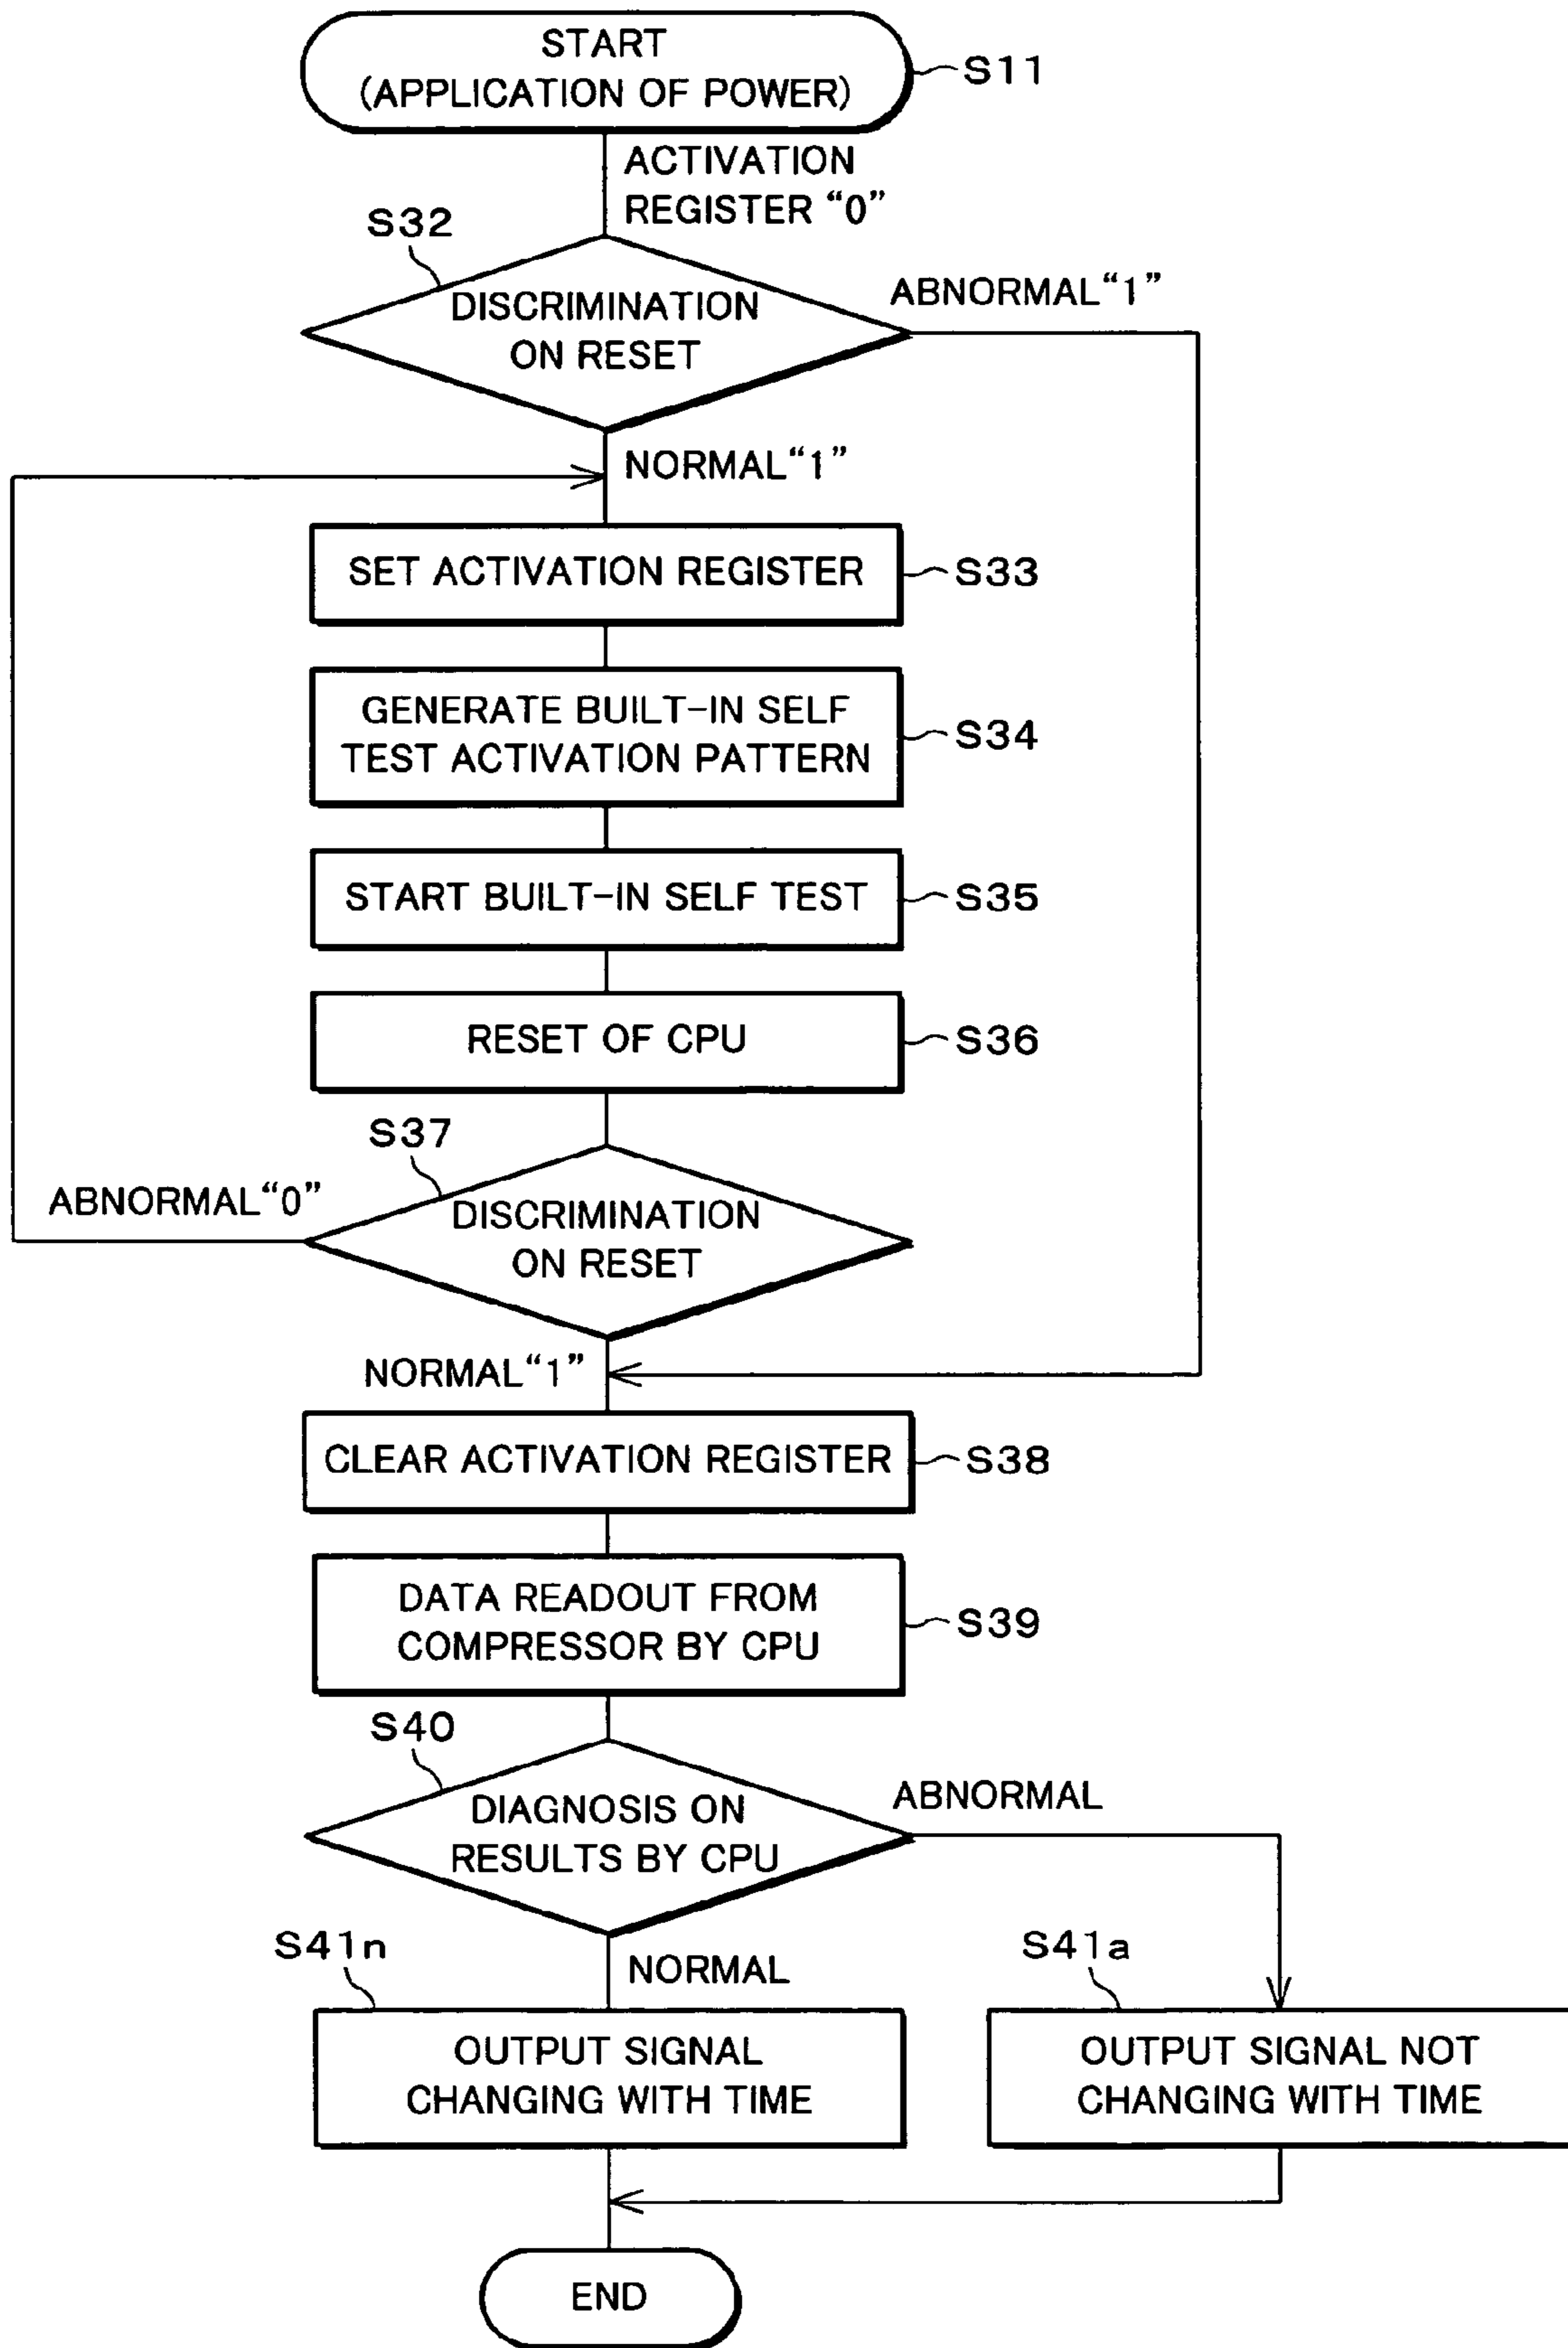 START
(APPLICATION OF POWER)
S11
ACTIVATION
REGISTER “0”
S32
DISCRIMINATION
ON RESET
ABNORMAL“1”
NORMAL“1”
SET ACTIVATION REGISTER
S33
GENERATE BUILT-IN SELF
TEST ACTIVATION PATTERN
S34
START BUILT-IN SELF TEST
S35
RESET OF CPU
S36
S37
ABNORMAL“0”
DISCRIMINATION
ON RESET
NORMAL“1”
CLEAR ACTIVATION REGISTER
S38
DATA READOUT FROM
COMPRESSOR BY CPU
S39
S40
DIAGNOSIS ON
RESULTS BY CPU
ABNORMAL
S41n
NORMAL
S41a
OUTPUT SIGNAL
CHANGING WITH TIME
OUTPUT SIGNAL NOT
CHANGING WITH TIME
END